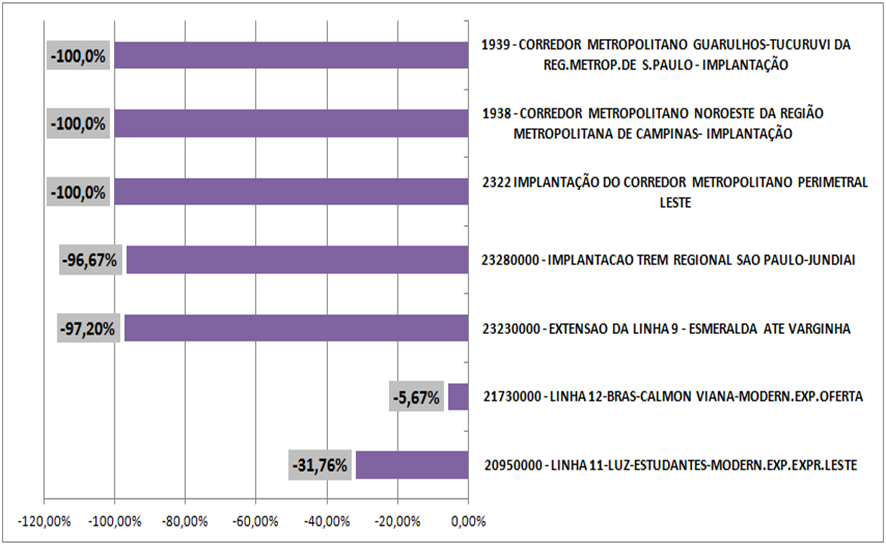 -100,0%
1939 - CORREDOR METROPOLITANO GUARULHOS-TUCURUVI DA
REG.METROP.DE S.PAULO - IMPLANTAÇÃO
-100,0%
1938 - CORREDOR METROPOLITANO NOROESTE DA REGIÃO
METROPOLITANA DE CAMPINAS- IMPLANTAÇÃO
-100,0%
2322 IMPLANTAÇÃO DO CORREDOR METROPOLITANO PERIMETRAL
LESTE
-96,67%
23280000 - IMPLANTACAO TREM REGIONAL SAO PAULO-JUNDIAI
-97,20%
23230000 - EXTENSAO DA LINHA 9 - ESMERALDA ATE VARGINHA
-5,67%
21730000 - LINHA 12-BRAS-CALMON VIANA-MODERN.EXP.OFERTA
-31,76%
20950000 - LINHA 11-LUZ-ESTUDANTES-MODERN.EXP.EXPR.LESTE
-120,00% -100,00% -80,00% -60,00% -40,00% -20,00% 0,00%